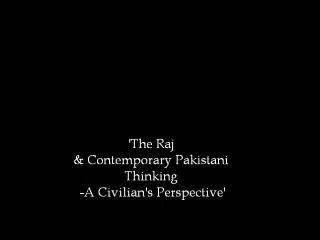 'The Raj
& Contemporary Pakistani
Thinking
-A Civilian's Perspective'